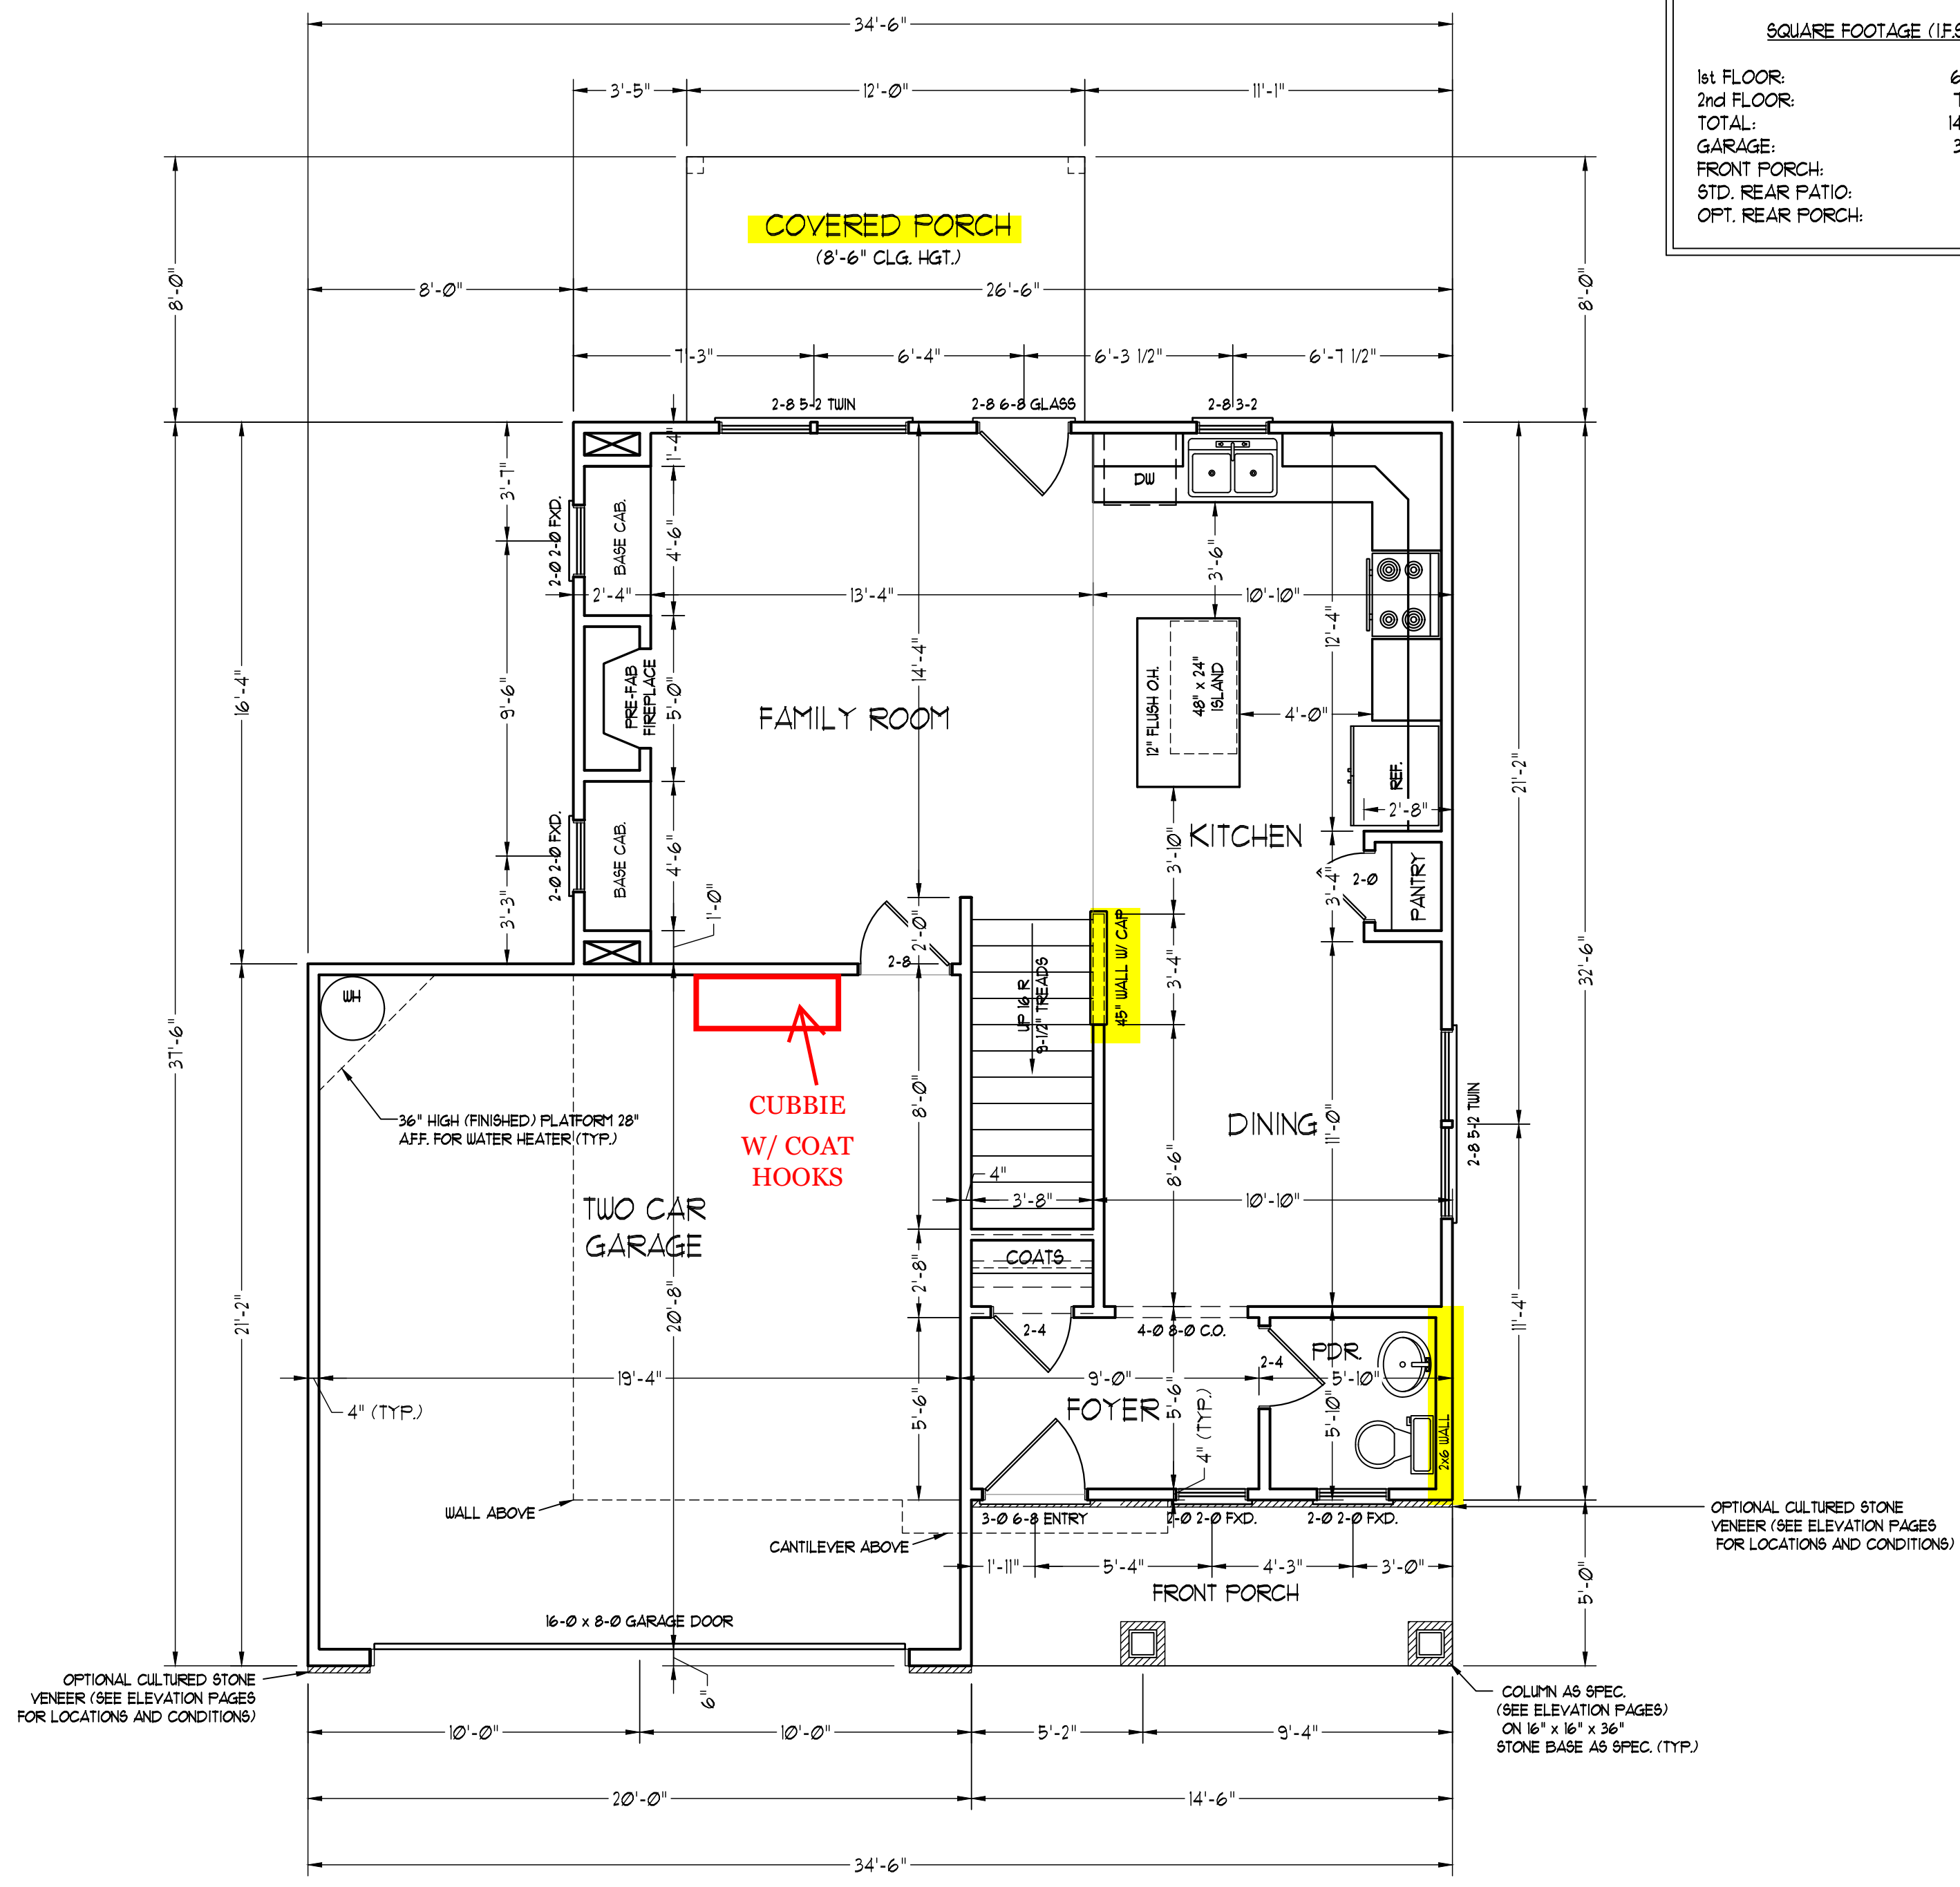 34'-6"
SQUARE FOOTAGE (I.F.S
1st FLOOR: 6
2nd FLOOR: 7
TOTAL: 14
GARAGE: 3
FRONT PORCH:
STD. REAR PATIO:
OPT. REAR PORCH:
3'-5" 12'-0" 11'-1"
COVERED PORCH
(8'-6" CLG. HGT.)
8'-0" 8'-0"
8'-0" 26'-6"
7'-3" 6'-4" 6'-3 1/2" 6'-7 1/2"
2-8 5-2 TWIN 2-8 6-8 GLASS 2-8 3-2
1'-4"
3'-7"
DW
2-0 2-0 FXD.
BASE CAB.
4'-6"
3'-6"
2'-4" 13'-4" 10'-10"
12'-4"
14'-4"
16'-4"
9'-6"
PRE-FAB
FIREPLACE
5'-0"
FAMILY ROOM
12" FLUSH O.H.
48" x 24"
ISLAND
4'-0"
21'-2"
REF.
2'-8"
KITCHEN
2-0 2-0 FXD.
BASE CAB.
4'-6"
3'-10"
3'-4"
2-0
PANTRY
3'-3"
1'-0"
2'-0"
2-8
45" WALL W/ CAP
3'-4"
UP 16 R
9-1/2" TREADS
32'-6"
37'-6"
WH
CUBBIE
W/ COAT
HOOKS
36" HIGH (FINISHED) PLATFORM 28"
A.F.F. FOR WATER HEATER (TYP.)
8'-0"
DINING
11'-0"
2-8 5-2 TWIN
8'-6"
4"
3'-8" 10'-10"
TWO CAR
GARAGE
COATS
2'-8"
20'-8"
21'-2"
11'-4"
2-4 4-0 8-0 C.O.
PDR.
2-4
19'-4" 9'-0" 5'-10"
4" (TYP.)
5'-6"
FOYER
5'-6"
4" (TYP.)
5'-10"
2x6 WALL
WALL ABOVE
3-0 6-8 ENTRY 2-0 2-0 FXD. 2-0 2-0 FXD.
CANTILEVER ABOVE
OPTIONAL CULTURED STONE
VENEER (SEE ELEVATION PAGES
FOR LOCATIONS AND CONDITIONS)
1'-11" 5'-4" 4'-3" 3'-0"
FRONT PORCH
5'-0"
16-0 x 8-0 GARAGE DOOR
OPTIONAL CULTURED STONE
VENEER (SEE ELEVATION PAGES
FOR LOCATIONS AND CONDITIONS)
6"
COLUMN AS SPEC.
(SEE ELEVATION PAGES)
ON 16" x 16" x 36"
STONE BASE AS SPEC. (TYP.)
10'-0" 10'-0" 5'-2" 9'-4"
20'-0" 14'-6"
34'-6"